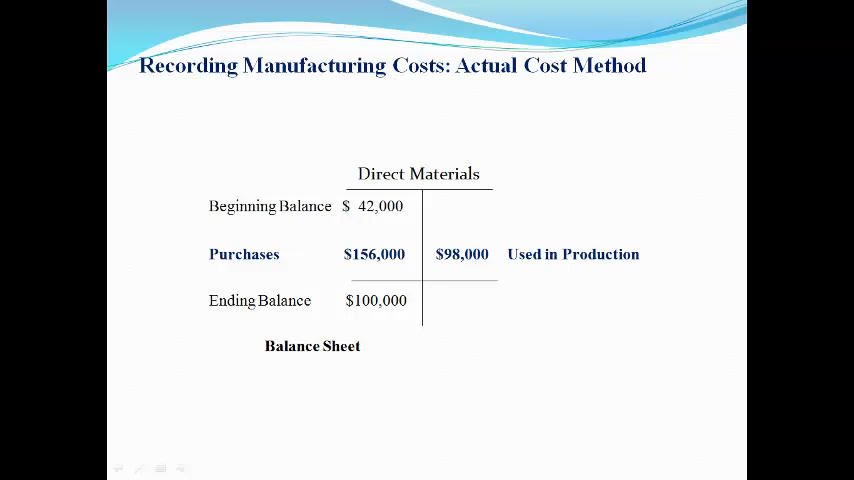 Recording Manufacturing Costs: Actual Cost Method
Direct Materials
Beginning Balance $ 42,000
Purchases $156,000 $98,000 Used in Production
Ending Balance $100,000
Balance Sheet